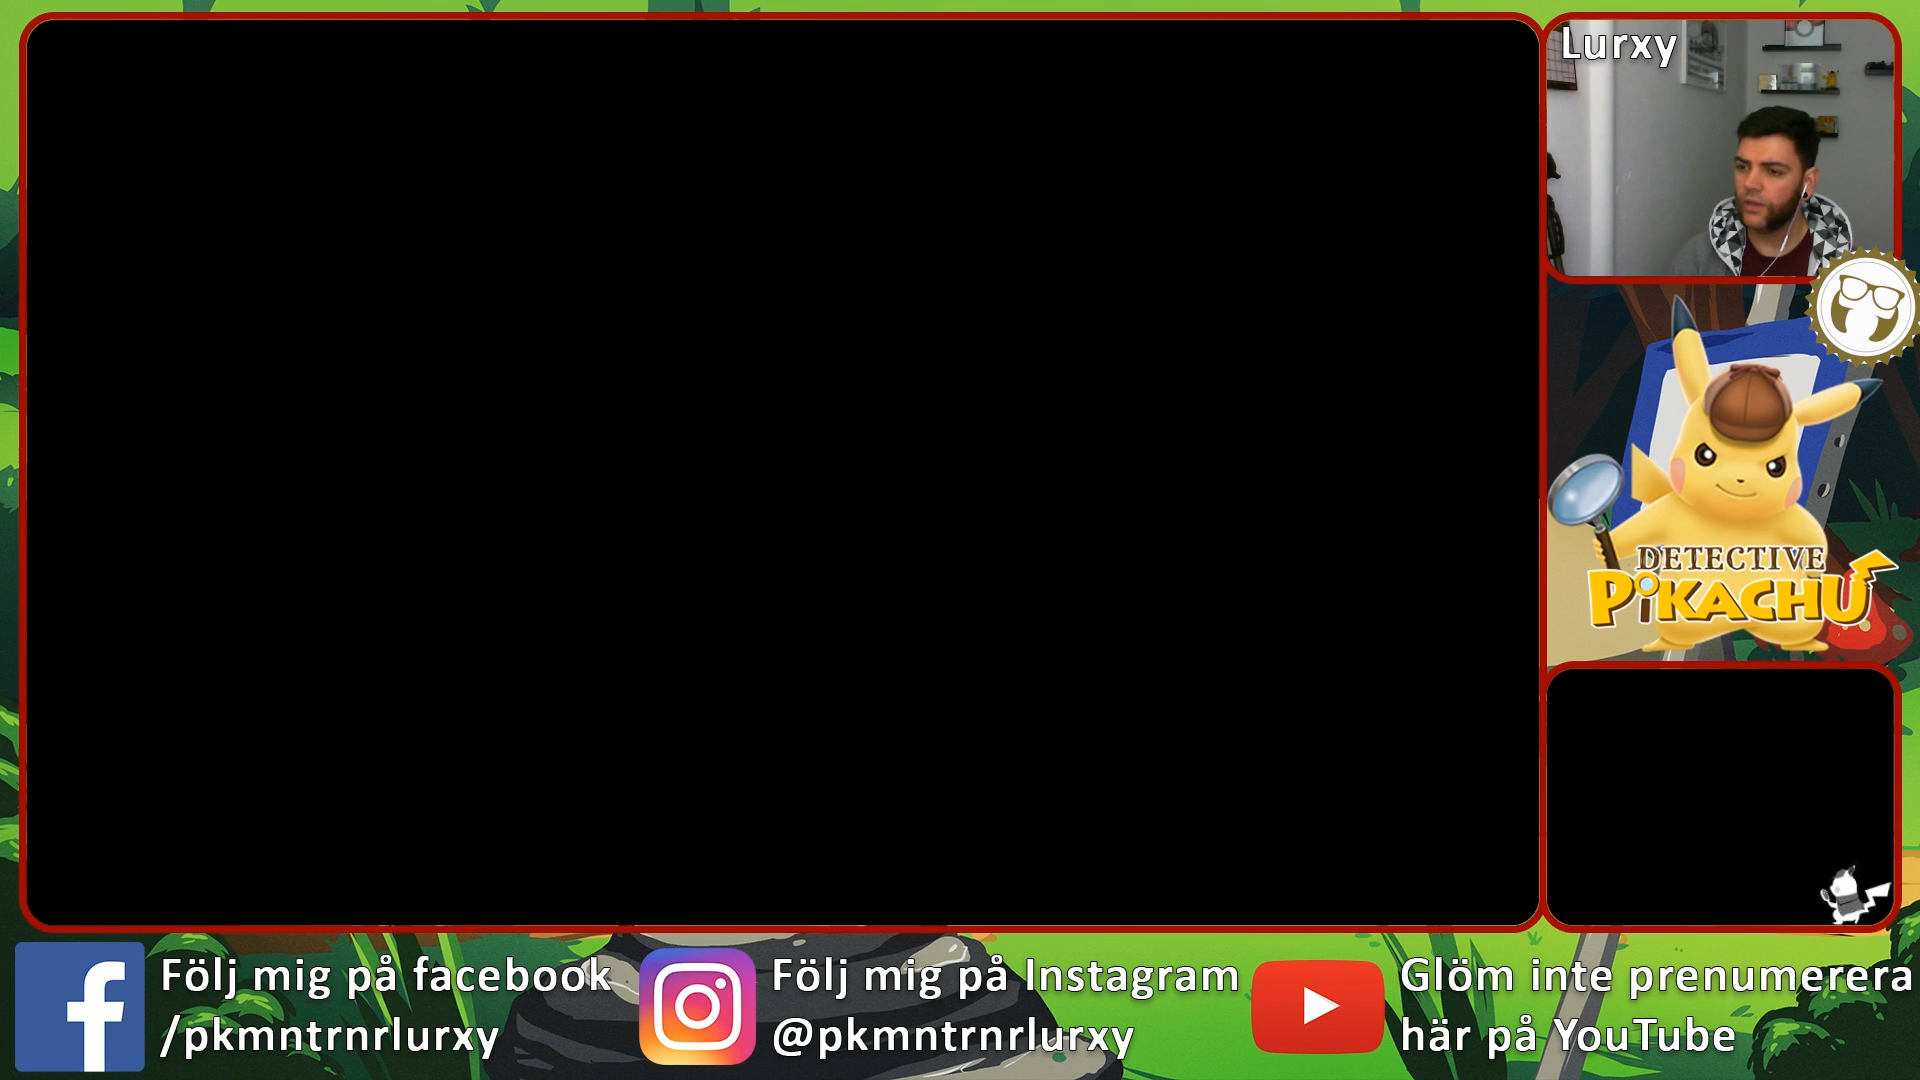 Lurxy
DETECTIVE
PiKACHU
Följ mig på facebook
/pkmntrnrlurxy
Följ mig på Instagram
@pkmntrnrlurxy
Glöm inte prenumerera
här på YouTube